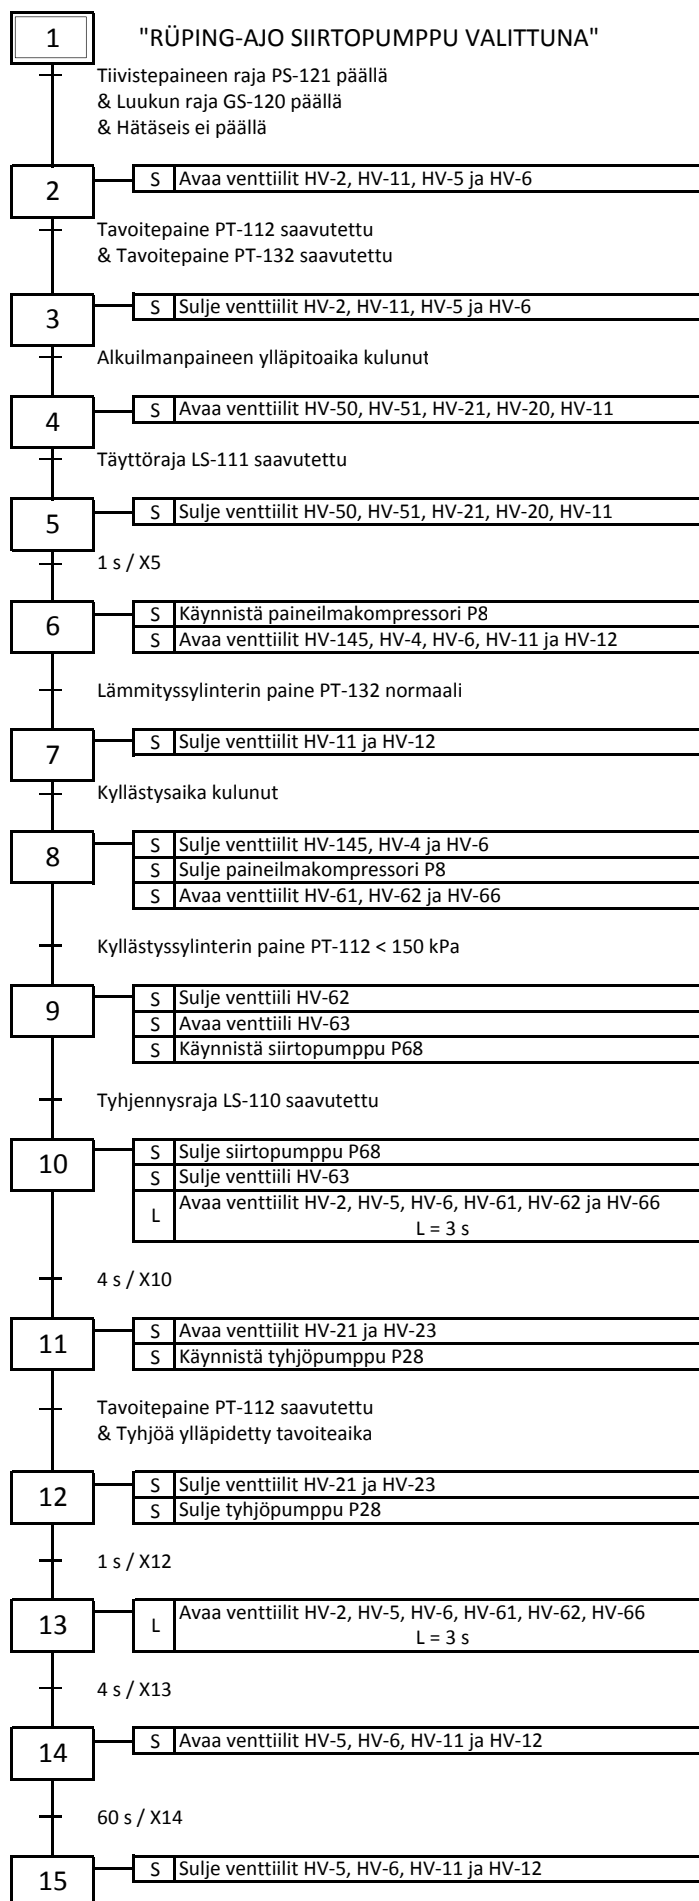 1 "RÜPING-AJO SIIRTOPUMPPU VALITTUNA"
Tiivistepaineen raja PS-121 päällä
& Luukun raja GS-120 päällä
& Hätäseis ei päällä
2 S Avaa venttiilit HV-2, HV-11, HV-5 ja HV-6
Tavoitepaine PT-112 saavutettu
& Tavoitepaine PT-132 saavutettu
3 S Sulje venttiilit HV-2, HV-11, HV-5 ja HV-6
Alkuilmanpaineen ylläpitoaika kulunut
4 S Avaa venttiilit HV-50, HV-51, HV-21, HV-20, HV-11
Täyttöraja LS-111 saavutettu
5 S Sulje venttiilit HV-50, HV-51, HV-21, HV-20, HV-11
1 s / X5
6 S Käynnistä paineilmakompressori P8
S Avaa venttiilit HV-145, HV-4, HV-6, HV-11 ja HV-12
Lämmityssylinterin paine PT-132 normaali
7 S Sulje venttiilit HV-11 ja HV-12
Kyllästysaika kulunut
8 S Sulje venttiilit HV-145, HV-4 ja HV-6
S Sulje paineilmakompressori P8
S Avaa venttiilit HV-61, HV-62 ja HV-66
Kyllästyssylinterin paine PT-112 < 150 kPa
9 S Sulje venttiili HV-62
S Avaa venttiili HV-63
S Käynnistä siirtopumppu P68
Tyhjennysraja LS-110 saavutettu
10 S Sulje siirtopumppu P68
S Sulje venttiili HV-63
L Avaa venttiilit HV-2, HV-5, HV-6, HV-61, HV-62 ja HV-66
L = 3 s
4 s / X10
11 S Avaa venttiilit HV-21 ja HV-23
S Käynnistä tyhjöpumppu P28
Tavoitepaine PT-112 saavutettu
& Tyhjöä ylläpidetty tavoiteaika
12 S Sulje venttiilit HV-21 ja HV-23
S Sulje tyhjöpumppu P28
1 s / X12
13 L Avaa venttiilit HV-2, HV-5, HV-6, HV-61, HV-62, HV-66
L = 3 s
4 s / X13
14 S Avaa venttiilit HV-5, HV-6, HV-11 ja HV-12
60 s / X14
15 S Sulje venttiilit HV-5, HV-6, HV-11 ja HV-12